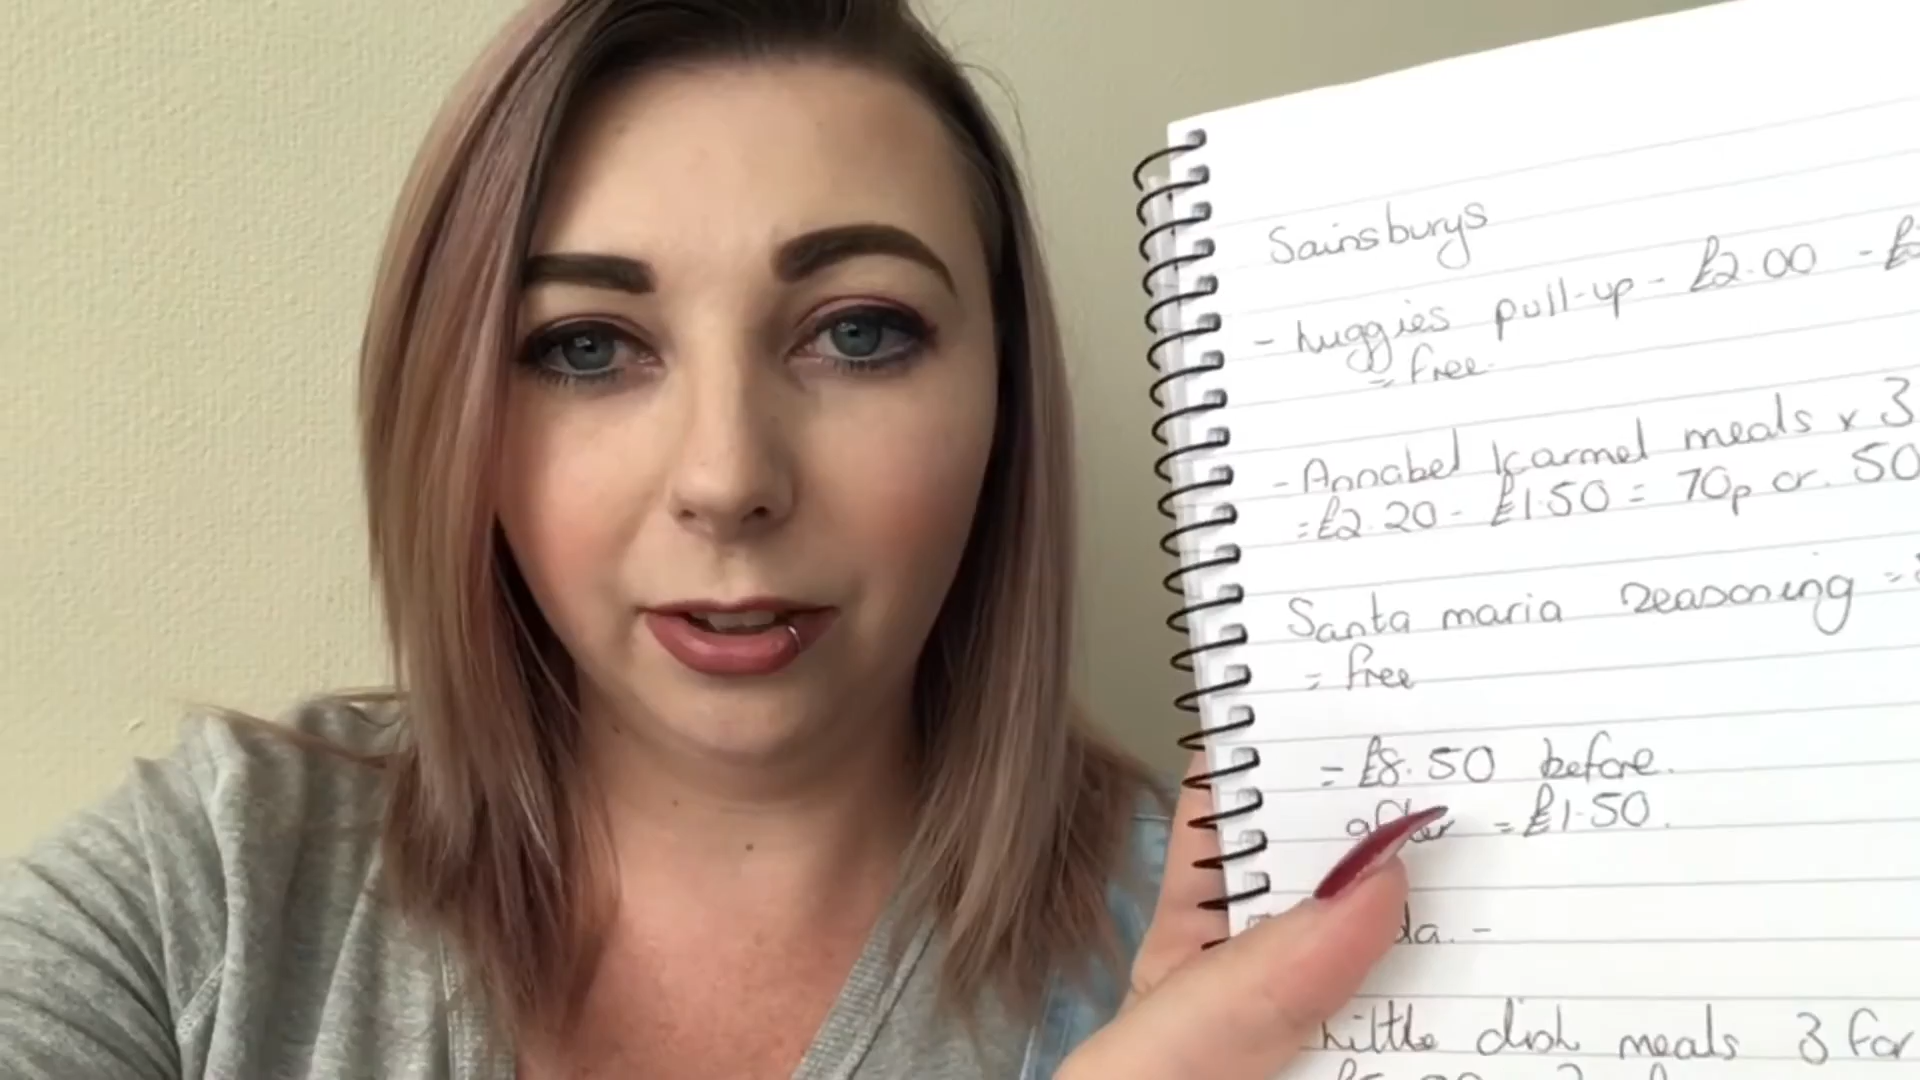 Sainsburys
- huggies pull-up - £2.00 - £
= free.
- Annabel Karmel meals x 3
= £2.20 - £1.50 = 70p or. 50
Santa maria seasoning =
= free
= £8.50 before.
after = £1.50.
da. -
Little dish meals 3 for